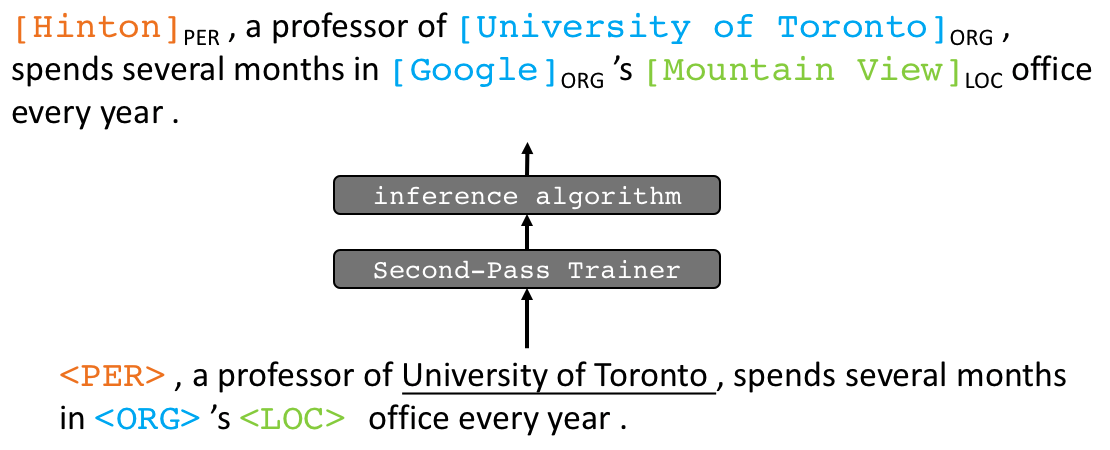 [Hinton]PER , a professor of [University of Toronto]ORG ,
spends several months in [Google]ORG 's [Mountain View]LOC office
every year .
inference algorithm
Second-Pass Trainer
<PER> , a professor of University of Toronto , spends several months
in <ORG> 's <LOC> office every year .